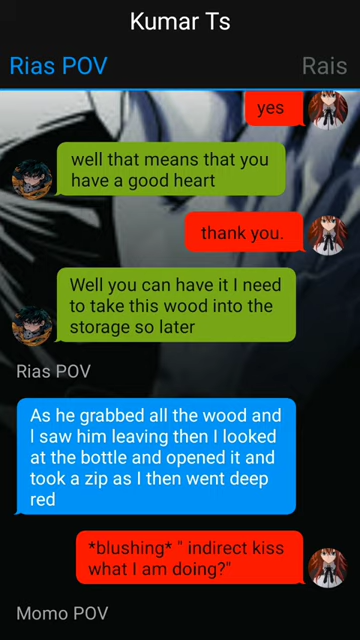 Kumar Ts
Rias POV
Rais
yes
well that means that you
have a good heart
thank you.
Well you can have it I need
to take this wood into the
storage so later
Rias POV
As he grabbed all the wood and
I saw him leaving then I looked
at the bottle and opened it and
took a zip as I then went deep
red
*blushing* " indirect kiss
what I am doing?"
Momo POV